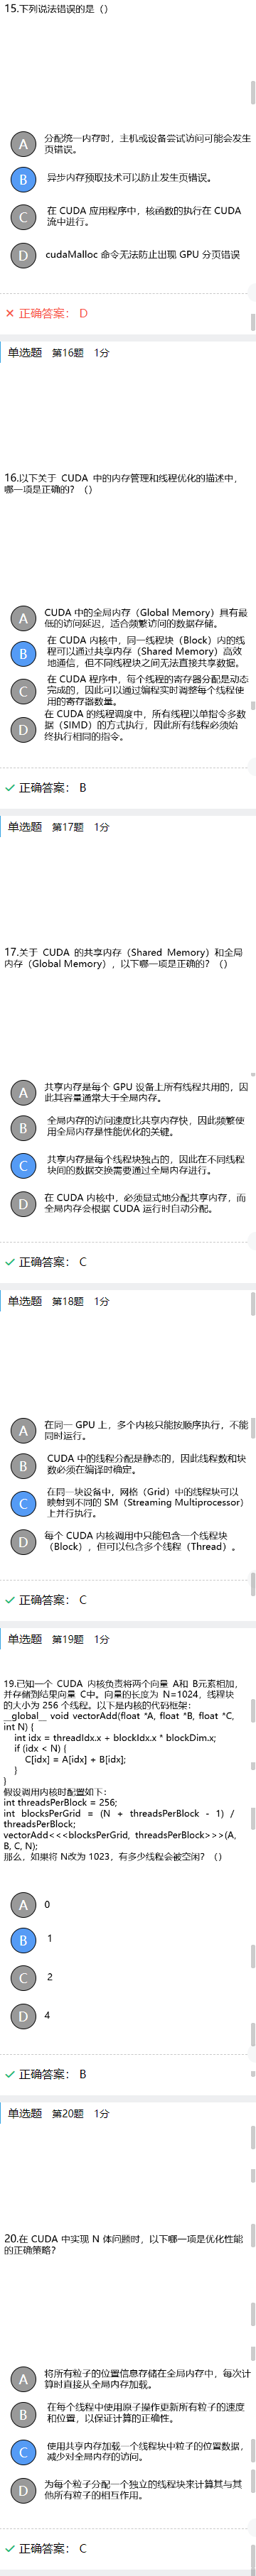 15.下列说法错误的是（）
A
分配统一内存时，主机或设备尝试访问可能会发生
页错误。
B
异步内存预取技术可以防止发生页错误。
C
在 CUDA 应用程序中，核函数的执行在 CUDA
流中进行。
D
cudaMalloc 命令无法防止出现 GPU 分页错误
正确答案： D
单选题 第16题 1分
16.以下关于 CUDA 中的内存管理和线程优化的描述中，
哪一项是正确的？（）
A
CUDA 中的全局内存（Global Memory）具有最
低的访问延迟，适合频繁访问的数据存储。
B
在 CUDA 内核中，同一线程块（Block）内的线
程可以通过共享内存（Shared Memory）高效
地通信，但不同线程块之间无法直接共享数据。
C
在 CUDA 程序中，每个线程的寄存器分配是动态
完成的，因此可以通过编程实时调整每个线程使
用的寄存器数量。
D
在 CUDA 的线程调度中，所有线程以单指令多数
据（SIMD）的方式执行，因此所有线程必须始
终执行相同的指令。
正确答案： B
单选题 第17题 1分
17.关于 CUDA 的共享内存（Shared Memory）和全局
内存（Global Memory），以下哪一项是正确的？（）
A
共享内存是每个 GPU 设备上所有线程共用的，因
此其容量通常大于全局内存。
B
全局内存的访问速度比共享内存快，因此频繁使
用全局内存是性能优化的关键。
C
共享内存是每个线程块独占的，因此在不同线程
块间的数据交换需要通过全局内存进行。
D
在 CUDA 内核中，必须显式地分配共享内存，而
全局内存会根据 CUDA 运行时自动分配。
正确答案： C
单选题 第18题 1分
A
在同一 GPU 上，多个内核只能按顺序执行，不能
同时运行。
B
CUDA 中的线程分配是静态的，因此线程数和块
数必须在编译时确定。
C
在同一块设备中，网格（Grid）中的线程块可以
映射到不同的 SM（Streaming Multiprocessor）
上并行执行。
D
每个 CUDA 内核调用中只能包含一个线程块
（Block），但可以包含多个线程（Thread）。
正确答案： C
单选题 第19题 1分
19.已知一个 CUDA 内核负责将两个向量 A和 B元素相加，
并存储到结果向量 C中。向量的长度为 N=1024，线程块
的大小为 256 个线程。以下是内核的代码框架：
__global__ void vectorAdd(float *A, float *B, float *C,
int N) {
int idx = threadIdx.x + blockIdx.x * blockDim.x;
if (idx < N) {
C[idx] = A[idx] + B[idx];
}
}
假设调用内核时配置如下：
int threadsPerBlock = 256;
int blocksPerGrid = (N + threadsPerBlock - 1) /
threadsPerBlock;
vectorAdd<<<blocksPerGrid, threadsPerBlock>>>(A,
B, C, N);
那么，如果将 N改为 1023，有多少线程会被空闲？（）
A
0
B
1
C
2
D
4
正确答案： B
单选题 第20题 1分
20.在 CUDA 中实现 N 体问题时，以下哪一项是优化性能
的正确策略？
A
将所有粒子的位置信息存储在全局内存中，每次计
算时直接从全局内存加载。
B
在每个线程中使用原子操作更新所有粒子的速度
和位置，以保证计算的正确性。
C
使用共享内存加载一个线程块中粒子的位置数据，
减少对全局内存的访问。
D
为每个粒子分配一个独立的线程块来计算其与其
他所有粒子的相互作用。
正确答案： C